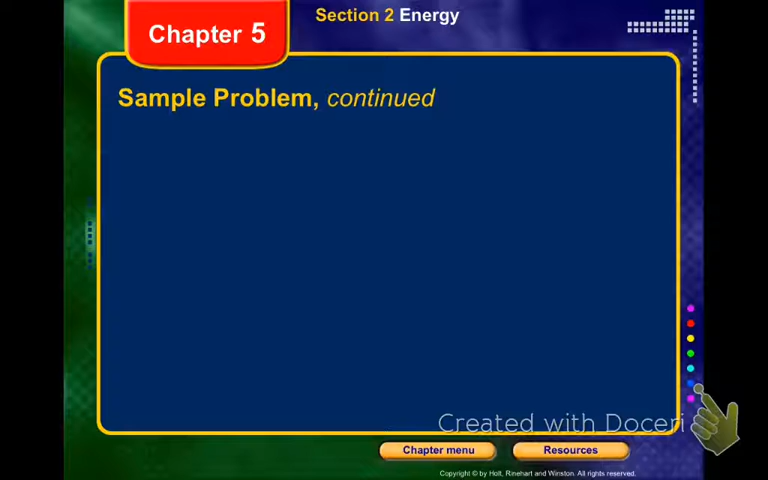 Section 2 Energy
Chapter 5
Sample Problem, continued
Created with Doceri
Chapter menu
Resources
Copyright © by Holt, Rinehart and Winston. All rights reserved.